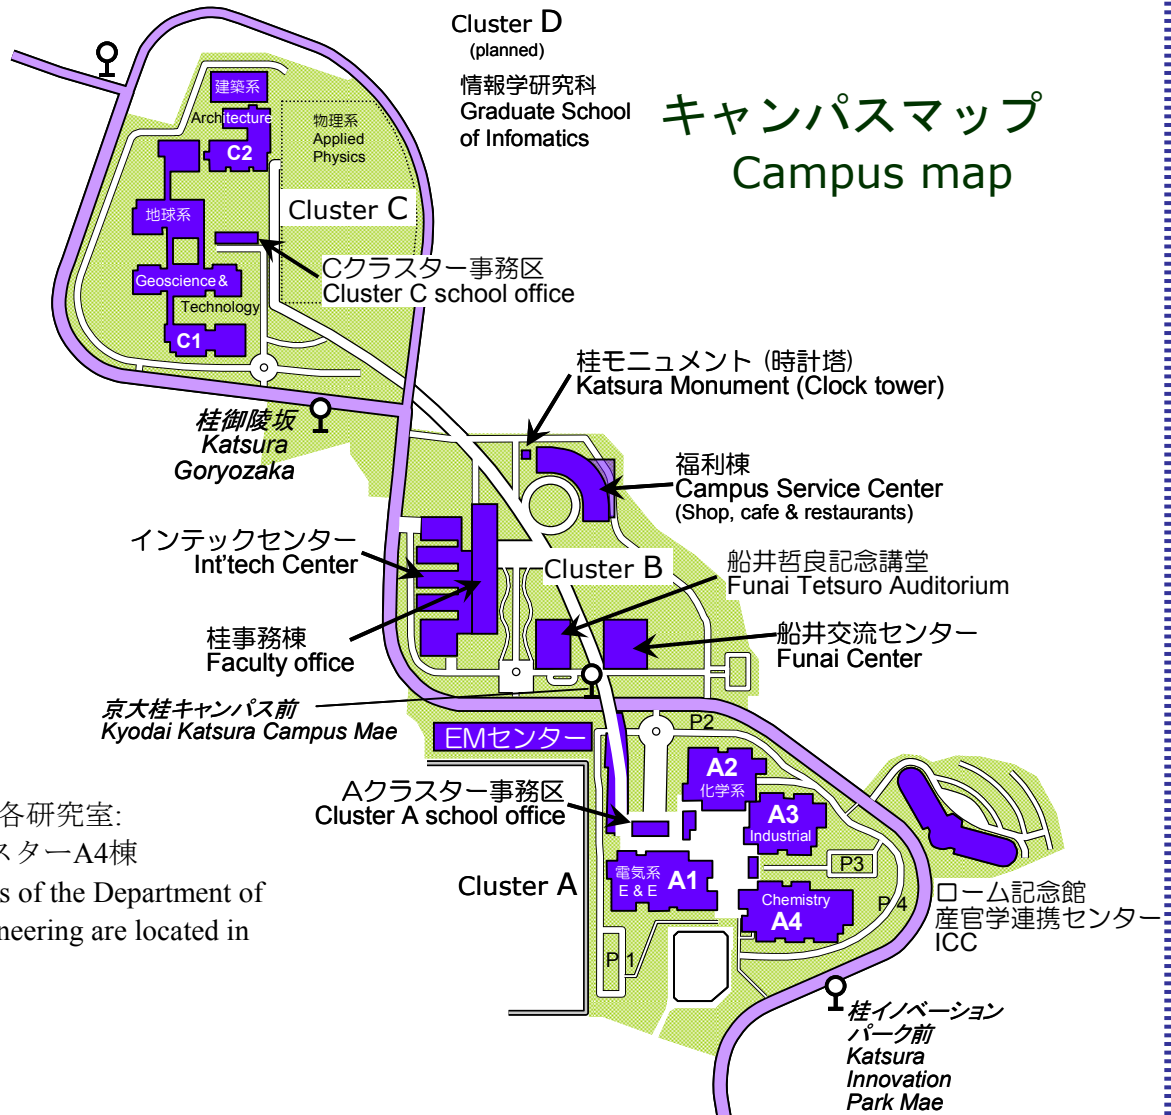 Cluster D
(planned)
情報学研究科
Graduate School
of Infomatics
キャンパスマップ
Campus map
建築系
Architecture
C2
物理系
Applied
Physics
Cluster C
地球系
Geoscience &
Technology
C1
Cクラスター事務区
Cluster C school office
桂御陵坂
Katsura
Goryozaka
桂モニュメント (時計塔)
Katsura Monument (Clock tower)
福利棟
Campus Service Center
(Shop, cafe & restaurants)
インテックセンター
Int'tech Center
Cluster B
船井哲良記念講堂
Funai Tetsuro Auditorium
桂事務棟
Faculty office
船井交流センター
Funai Center
京大桂キャンパス前
Kyodai Katsura Campus Mae
EMセンター
P2
A2
化学系
A3
Industrial
Aクラスター事務区
Cluster A school office
P3
Cluster A
電気系
E & E
A1
Chemistry
A4
P 4
P 1
ローム記念館
産官学連携センター
ICC
各研究室:
スターA4棟
s of the Department of
neering are located in
桂イノベーション
パーク前
Katsura
Innovation
Park Mae